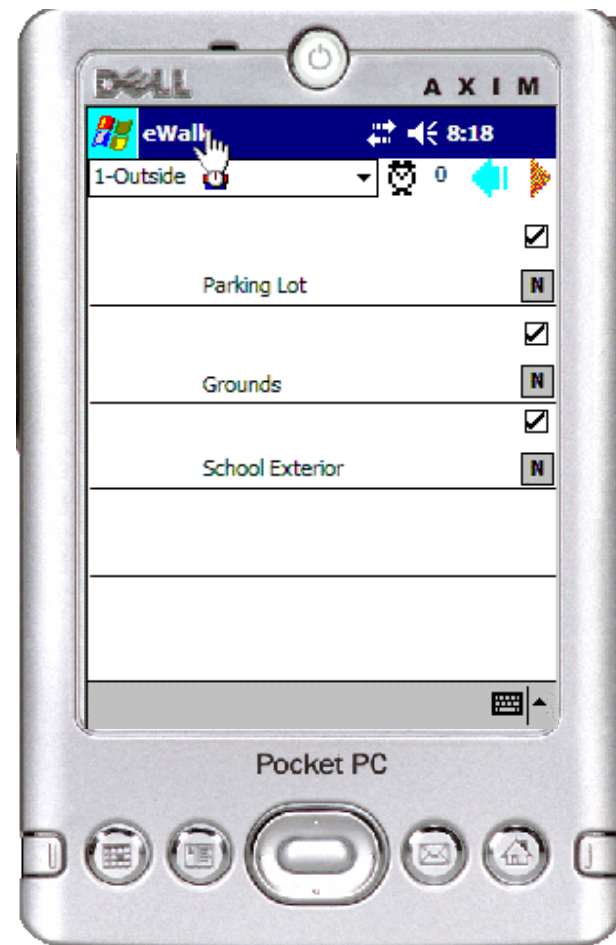 DELL
AXIM
eWalk 8:18
1-Outside 0
Parking Lot
N
Grounds
N
School Exterior
N
Pocket PC